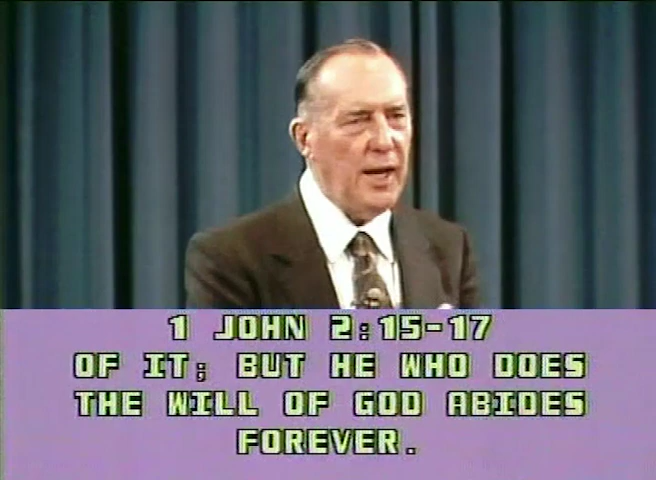 1 JOHN 2:15-17
OF IT; BUT HE WHO DOES
THE WILL OF GOD ABIDES
FOREVER.